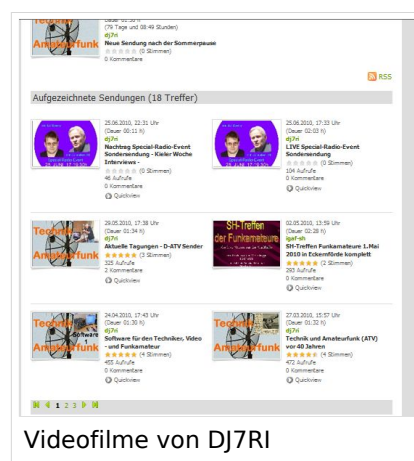 (79 Tage und 08:49 Stunden)
dj7ri
Neue Sendung nach der Sommerpause
(0 Stimmen)
0 Kommentare
RSS
Aufgezeichnete Sendungen (18 Treffer)
25.06.2010, 22:31 Uhr
(Dauer 00:11 h)
dj7ri
Nachtrag Special-Radio-Event
Sondersendung - Kieler Woche
Interviews -
(0 Stimmen)
46 Aufrufe
0 Kommentare
Quickview
25.06.2010, 17:33 Uhr
(Dauer 02:03 h)
dj7ri
LIVE Special-Radio-Event
Sondersendung
(0 Stimmen)
104 Aufrufe
0 Kommentare
Quickview
Amateurfunk
29.05.2010, 17:38 Uhr
(Dauer 01:34 h)
dj7ri
Aktuelle Tagungen - D-ATV Sender
(3 Stimmen)
315 Aufrufe
2 Kommentare
Quickview
SH-Treffen
der Funkamateure
02.05.2010, 13:59 Uhr
(Dauer 02:28 h)
igaf-sh
SH-Treffen Funkamateure 1.Mai
2010 in Eckernförde komplett
(2 Stimmen)
293 Aufrufe
0 Kommentare
Quickview
Software
1
24.04.2010, 17:43 Uhr
(Dauer 01:30 h)
dj7ri
Software für den Techniker, Video
- und Funkamateur
(4 Stimmen)
455 Aufrufe
0 Kommentare
Quickview
27.03.2010, 15:57 Uhr
(Dauer 01:32 h)
dj7ri
Technik und Amateurfunk (ATV)
vor 40 Jahren
(4 Stimmen)
472 Aufrufe
0 Kommentare
Quickview
1 2 3
Videofilme von DJ7RI